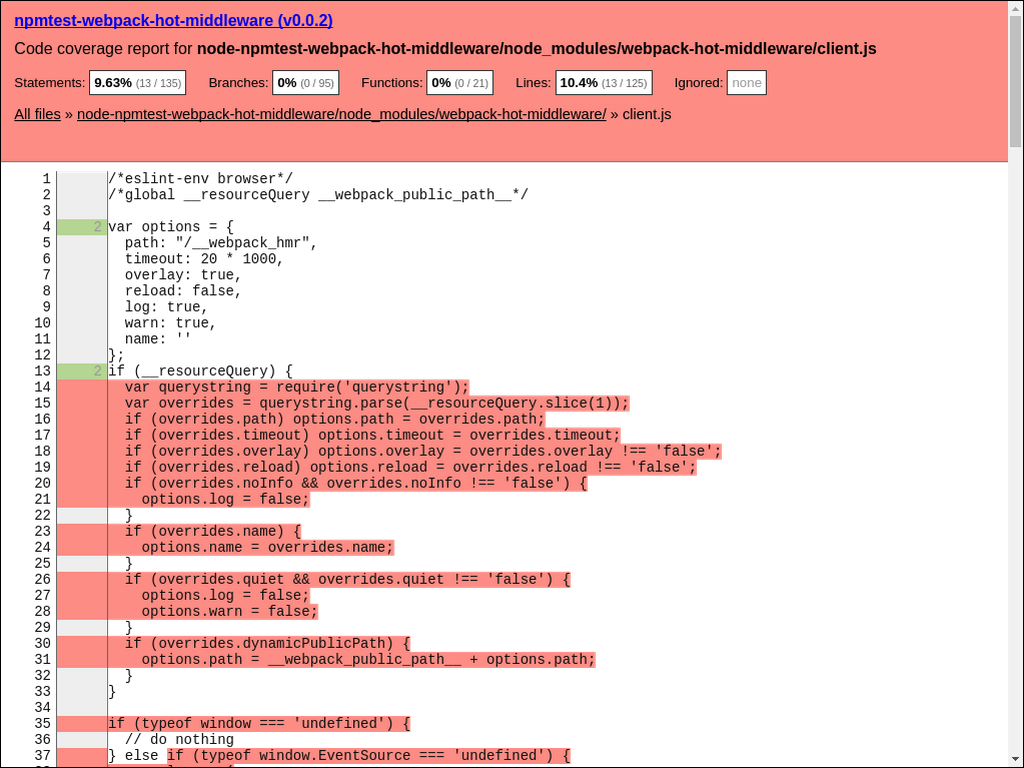 npmtest-webpack-hot-middleware (v0.0.2)
Code coverage report for node-npmtest-webpack-hot-middleware/node_modules/webpack-hot-middleware/client.js
Statements: 9.63% (13 / 135) Branches: 0% (0 / 95) Functions: 0% (0 / 21) Lines: 10.4% (13 / 125) Ignored: none
All files » node-npmtest-webpack-hot-middleware/node_modules/webpack-hot-middleware/ » client.js
1 /*eslint-env browser*/
2 /*global __resourceQuery __webpack_public_path__*/
3
4 2 var options = {
5   path: "/__webpack_hmr",
6   timeout: 20 * 1000,
7   overlay: true,
8   reload: false,
9   log: true,
10   warn: true,
11   name: ''
12 };
13 2 if (__resourceQuery) {
14   var querystring = require('querystring');
15   var overrides = querystring.parse(__resourceQuery.slice(1));
16   if (overrides.path) options.path = overrides.path;
17   if (overrides.timeout) options.timeout = overrides.timeout;
18   if (overrides.overlay) options.overlay = overrides.overlay !== 'false';
19   if (overrides.reload) options.reload = overrides.reload !== 'false';
20   if (overrides.noInfo && overrides.noInfo !== 'false') {
21     options.log = false;
22   }
23   if (overrides.name) {
24     options.name = overrides.name;
25   }
26   if (overrides.quiet && overrides.quiet !== 'false') {
27     options.log = false;
28     options.warn = false;
29   }
30   if (overrides.dynamicPublicPath) {
31     options.path = __webpack_public_path__ + options.path;
32   }
33 }
34
35 if (typeof window === 'undefined') {
36   // do nothing
37 } else if (typeof window.EventSource === 'undefined') {